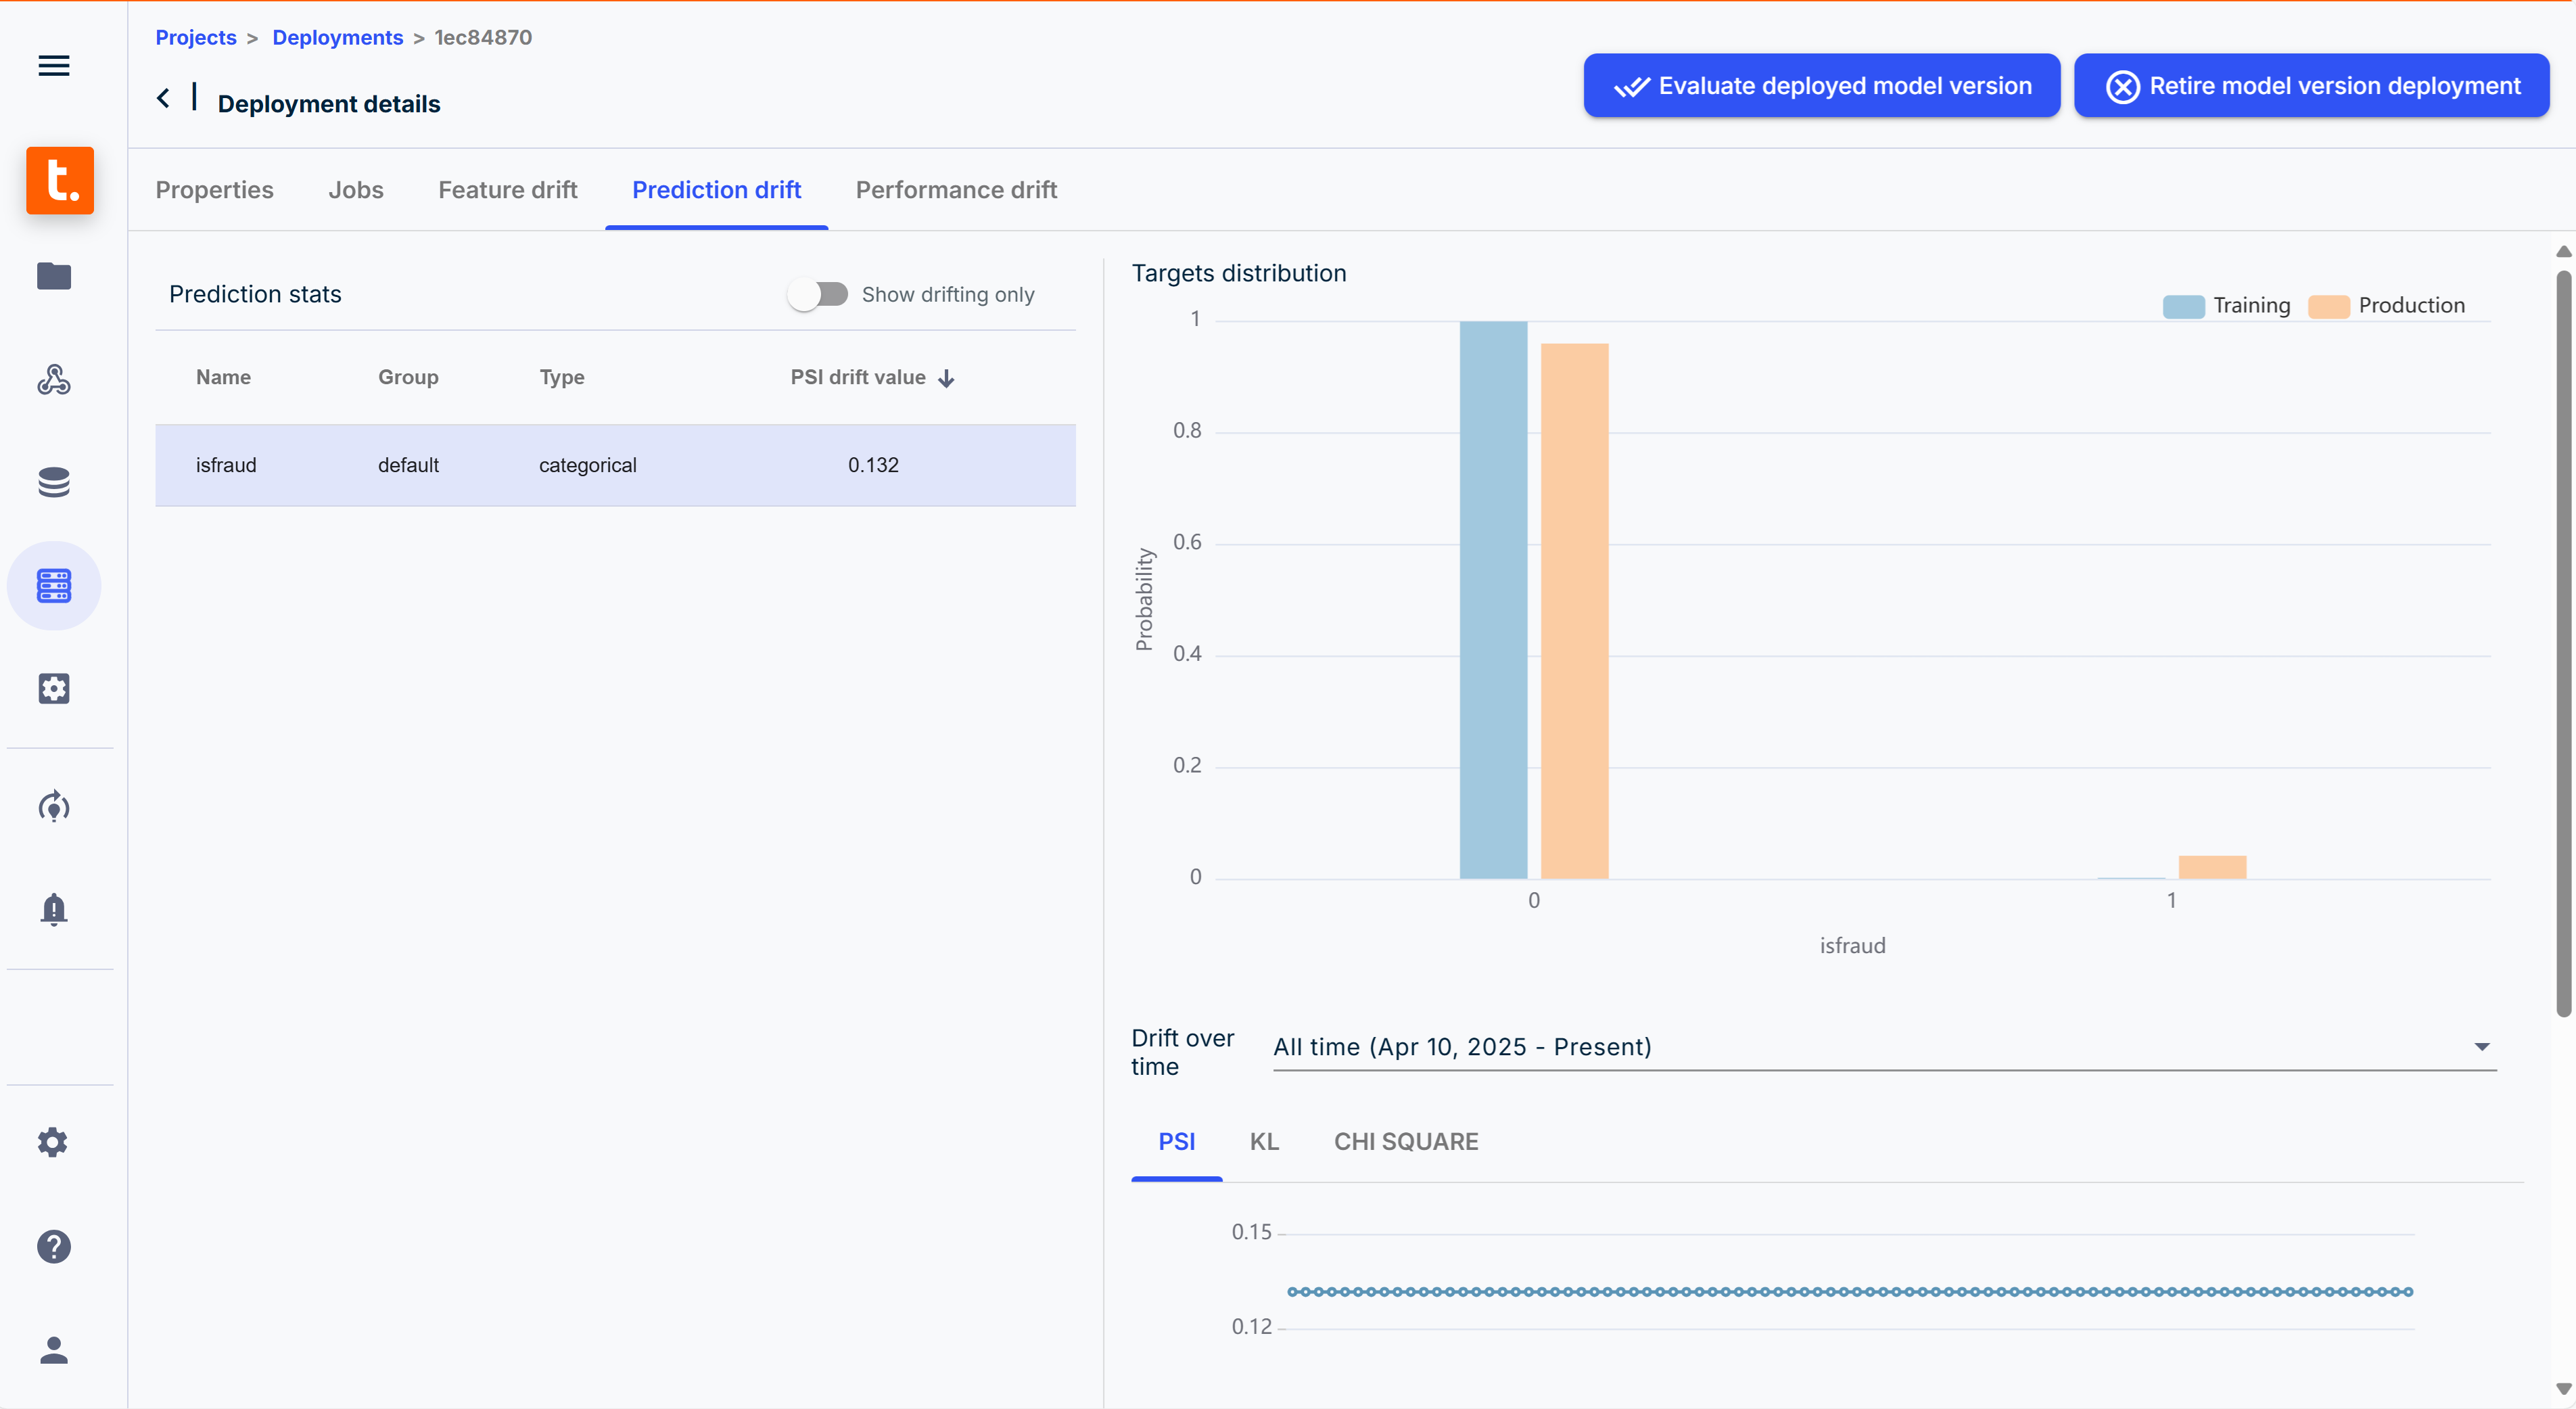 Projects > Deployments > 1ec84870
Deployment details
Evaluate deployed model version
Retire model version deployment
t.
Properties
Jobs
Feature drift
Prediction drift
Performance drift
Prediction stats
Show drifting only
Name Group Type PSI drift value
isfraud default categorical 0.132
Targets distribution
Training Production
1
0.8
0.6
0.4
0.2
0
Probability
0 1
isfraud
Drift over
time
All time (Apr 10, 2025 - Present)
PSI KL CHI SQUARE
0.15
0.12